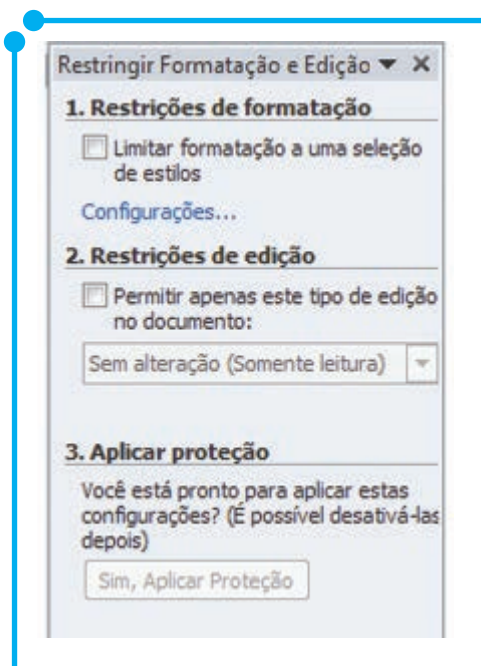 Restringir Formatação e Edição
1. Restrições de formatação
Limitar formatação a uma seleção
de estilos
Configurações...
2. Restrições de edição
Permitir apenas este tipo de edição
no documento:
Sem alteração (Somente leitura)
3. Aplicar proteção
Você está pronto para aplicar estas
configurações? (É possível desativá-las
depois)
Sim, Aplicar Proteção